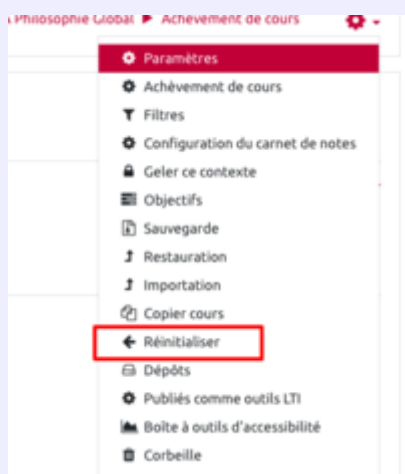 Philosophie Global ▶ Achèvement de cours
Paramètres
Achèvement de cours
Filtres
Configuration du carnet de notes
Geler ce contexte
Objectifs
Sauvegarde
Restauration
Importation
Copier cours
Réinitialiser
Dépôts
Publiés comme outils LTI
Boîte à outils d'accessibilité
Corbeille